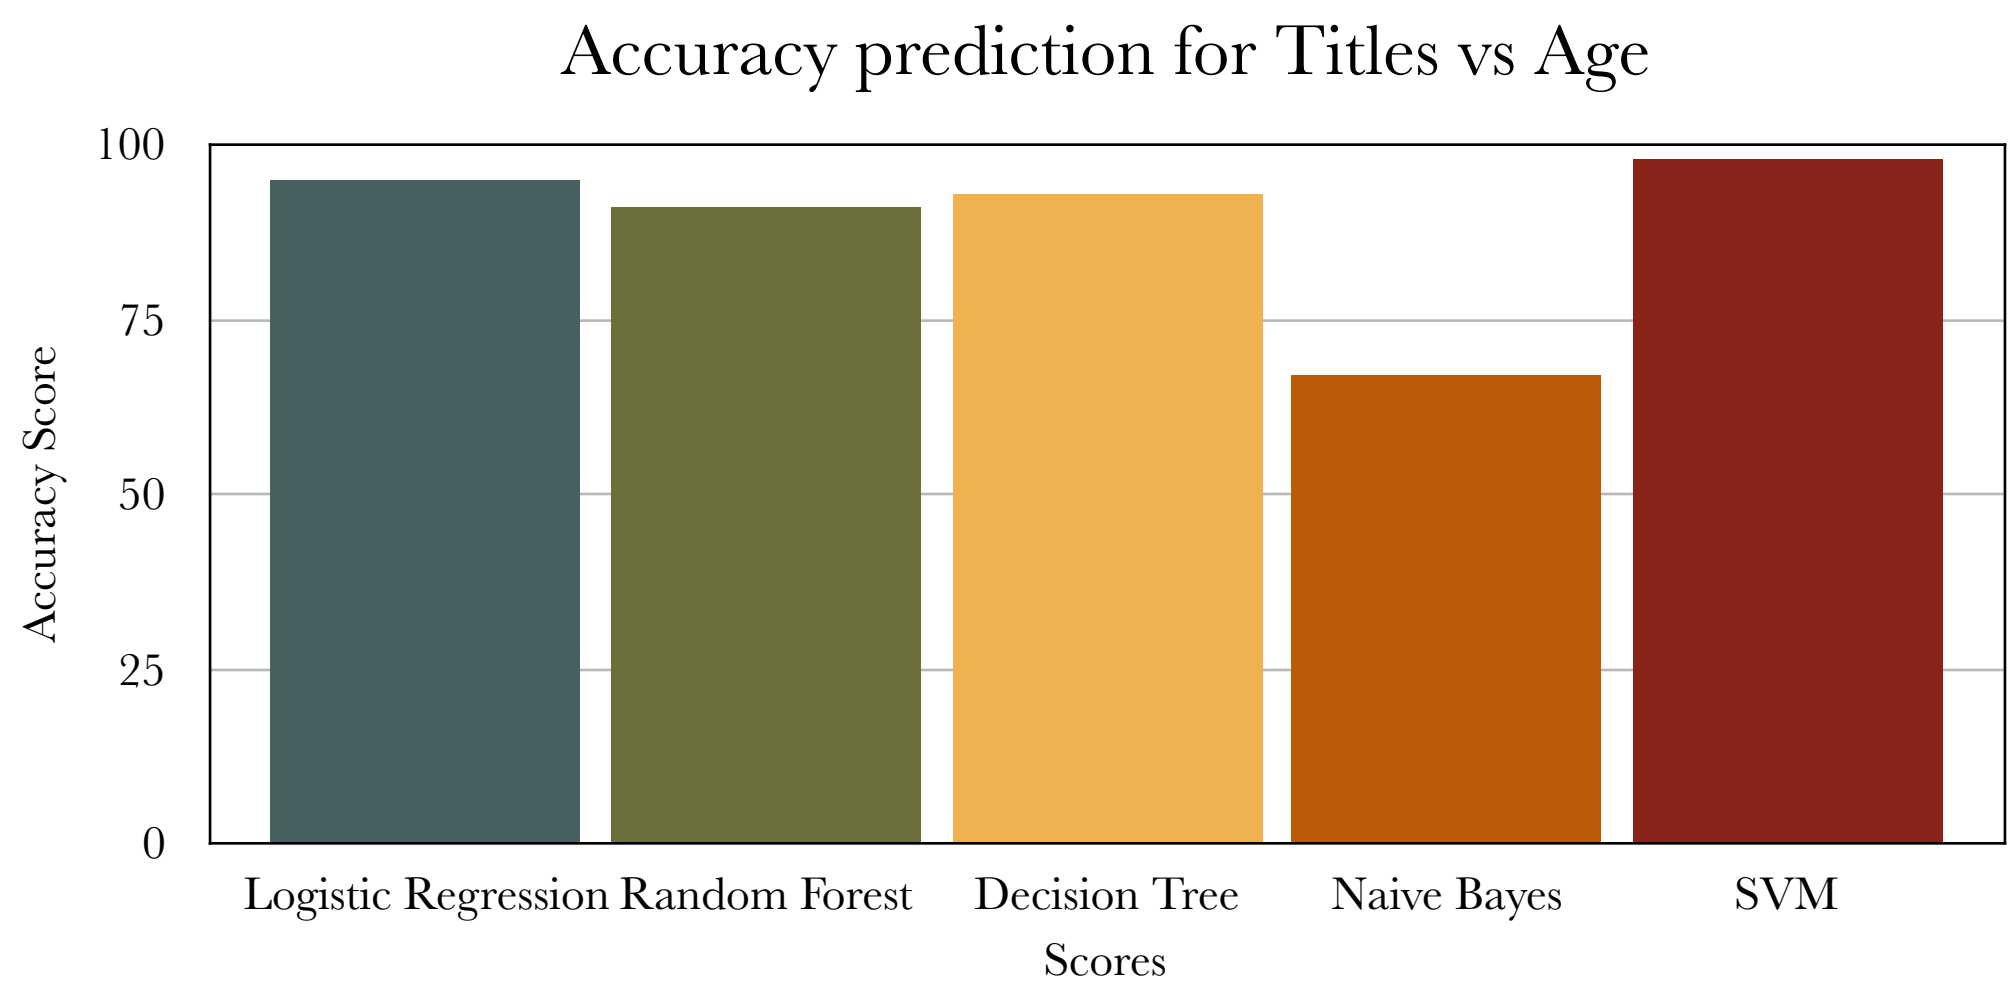 Accuracy prediction for Titles vs Age
100
75
50
25
0
Accuracy Score
Logistic Regression Random Forest Decision Tree Naive Bayes SVM
Scores